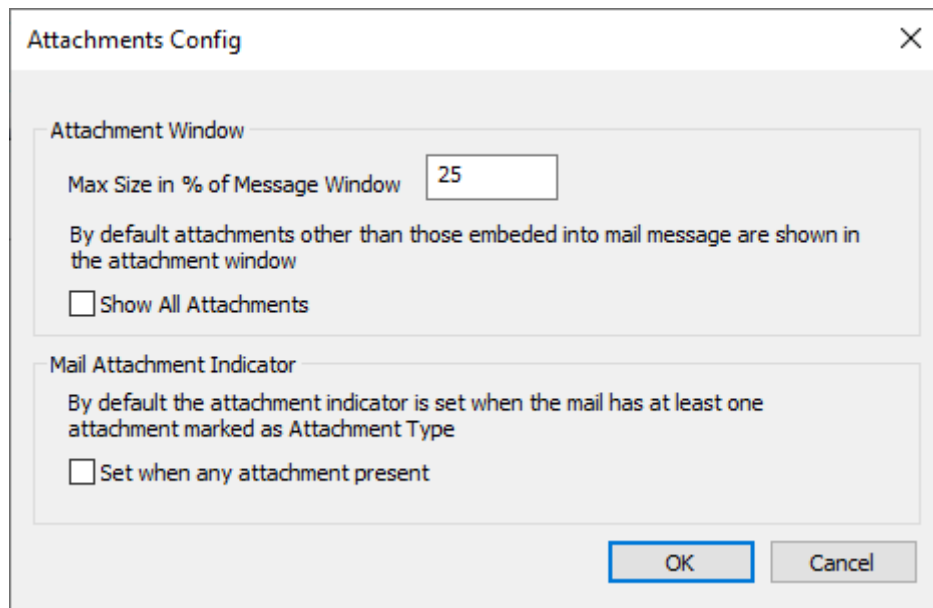 Attachments Config
Attachment Window
Max Size in % of Message Window 25
By default attachments other than those embeded into mail message are shown in
the attachment window
Show All Attachments
Mail Attachment Indicator
By default the attachment indicator is set when the mail has at least one
attachment marked as Attachment Type
Set when any attachment present
OK Cancel